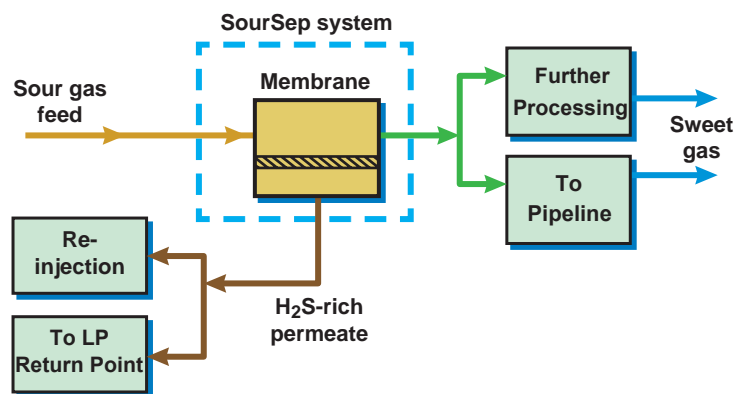 SourSep system
Membrane
Sour gas
feed
Further
Processing
Sweet
gas
To
Pipeline
Re-
injection
H₂S-rich
permeate
To LP
Return Point